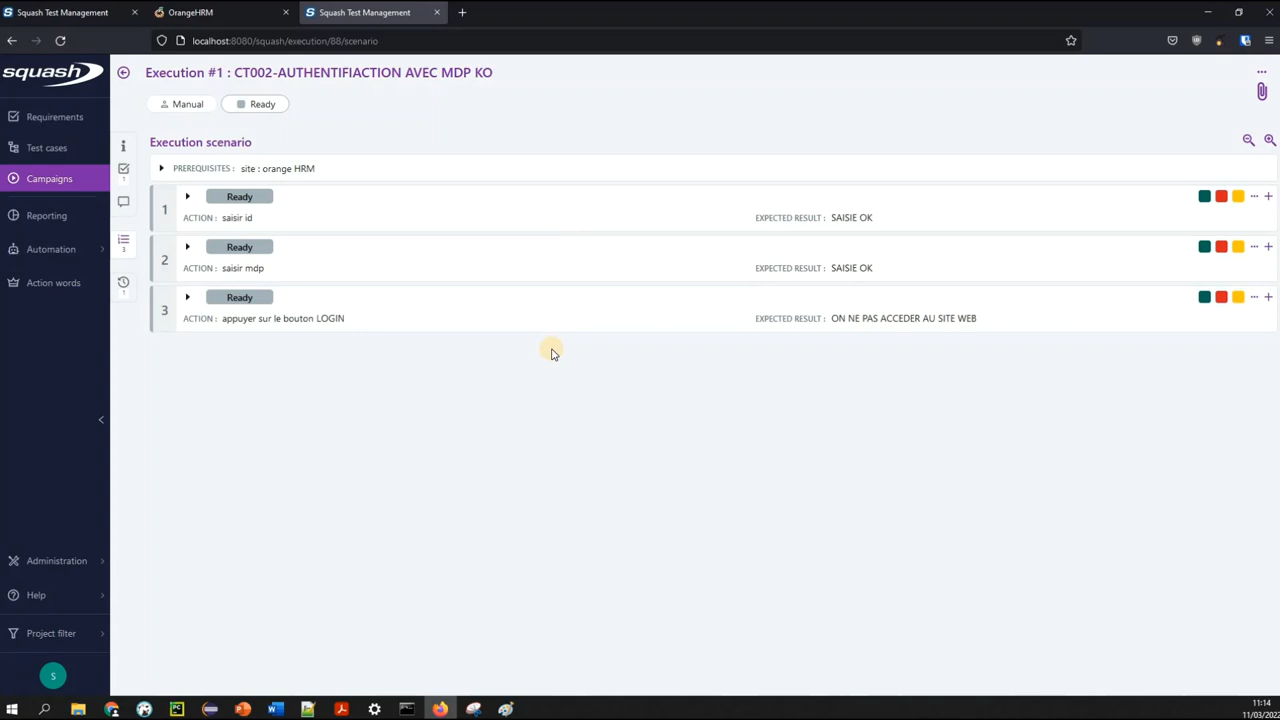 Squash Test Management
OrangeHRM
Squash Test Management
localhost:8080/squash/execution/88/scenario
squash
Execution #1 : CT002-AUTHENTIFIACTION AVEC MDP KO
Manual
Ready
Requirements
Test cases
Campaigns
Reporting
Automation
Action words
Administration
Help
Project filter
S
1
3
1
Execution scenario
PREREQUISITES : site : orange HRM
1
Ready
ACTION : saisir id
EXPECTED RESULT : SAISIE OK
2
Ready
ACTION : saisir mdp
EXPECTED RESULT : SAISIE OK
3
Ready
ACTION : appuyer sur le bouton LOGIN
EXPECTED RESULT : ON NE PAS ACCEDER AU SITE WEB
11:14